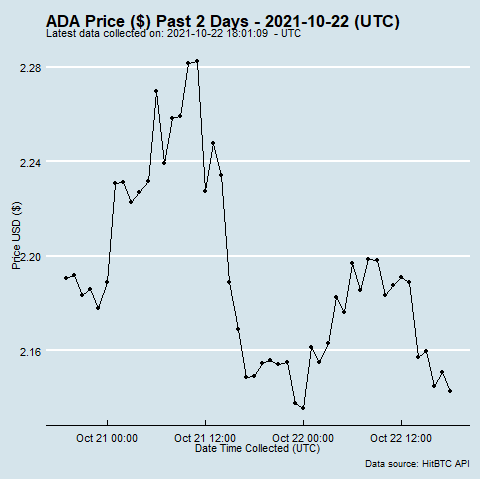 ADA Price ($) Past 2 Days - 2021-10-22 (UTC)
Latest data collected on: 2021-10-22 18:01:09 - UTC
2.28
2.24
2.20
2.16
Price USD ($)
Oct 21 00:00 Oct 21 12:00 Oct 22 00:00 Oct 22 12:00
Date Time Collected (UTC)
Data source: HitBTC API